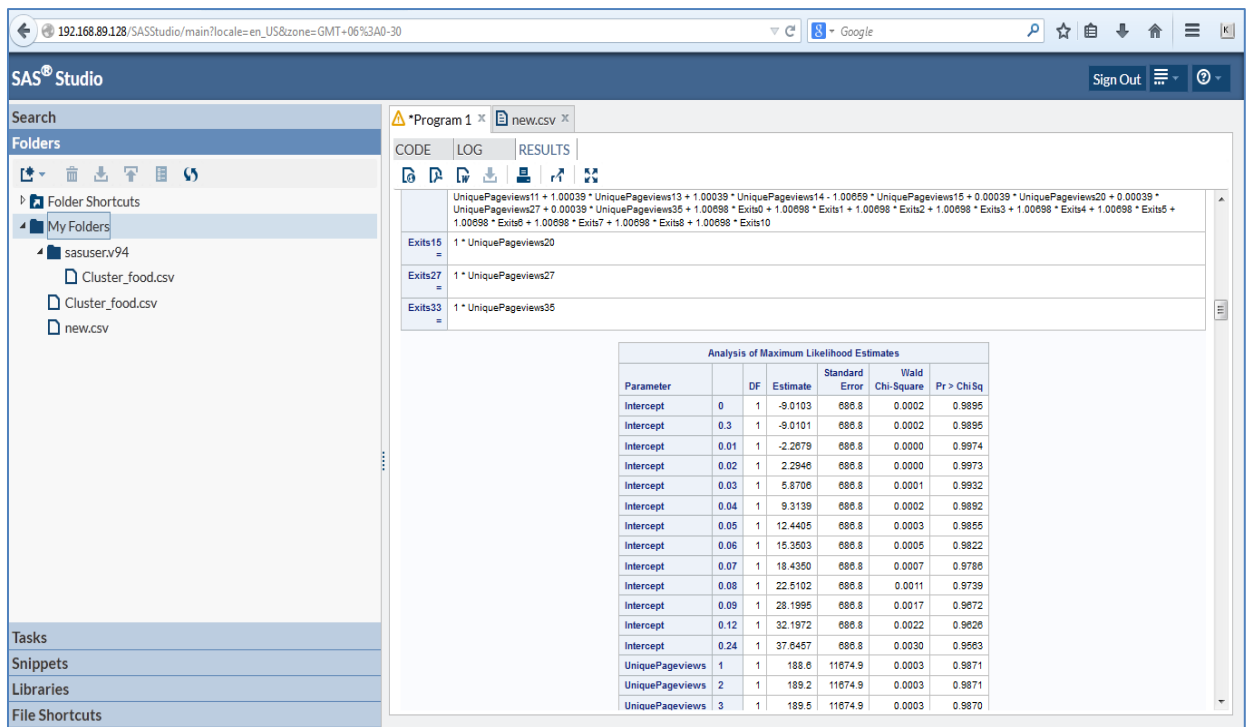 192.168.89.128/SASStudio/main?locale=en_US&zone=GMT+06%3A0-30
Google
SAS® Studio
Sign Out
Search
Folders
Folder Shortcuts
My Folders
sasuser.v94
Cluster_food.csv
Cluster_food.csv
new.csv
Tasks
Snippets
Libraries
File Shortcuts
*Program 1
new.csv
CODE LOG RESULTS
UniquePageviews11 + 1.00039 * UniquePageviews13 + 1.00039 * UniquePageviews14 - 1.00659 * UniquePageviews15 + 0.00039 * UniquePageviews20 + 0.00039 *
UniquePageviews27 + 0.00039 * UniquePageviews35 + 1.00698 * Exits0 + 1.00698 * Exits1 + 1.00698 * Exits2 + 1.00698 * Exits3 + 1.00698 * Exits4 + 1.00698 * Exits5 +
1.00698 * Exits6 + 1.00698 * Exits7 + 1.00698 * Exits8 + 1.00698 * Exits10
Exits15 = 1 * UniquePageviews20
Exits27 = 1 * UniquePageviews27
Exits33 = 1 * UniquePageviews35
Analysis of Maximum Likelihood Estimates
Parameter DF Estimate Standard Error Wald Chi-Square Pr > ChiSq
Intercept 0 1 -9.0103 686.8 0.0002 0.9895
Intercept 0.3 1 -9.0101 686.8 0.0002 0.9895
Intercept 0.01 1 -2.2679 686.8 0.0000 0.9974
Intercept 0.02 1 2.2946 686.8 0.0000 0.9973
Intercept 0.03 1 5.8706 686.8 0.0001 0.9932
Intercept 0.04 1 9.3139 686.8 0.0002 0.9892
Intercept 0.05 1 12.4405 686.8 0.0003 0.9855
Intercept 0.06 1 15.3503 686.8 0.0005 0.9822
Intercept 0.07 1 18.4350 686.8 0.0007 0.9786
Intercept 0.08 1 22.5102 686.8 0.0011 0.9739
Intercept 0.09 1 28.1995 686.8 0.0017 0.9672
Intercept 0.12 1 32.1972 686.8 0.0022 0.9626
Intercept 0.24 1 37.6457 686.8 0.0030 0.9563
UniquePageviews 1 1 188.6 11674.9 0.0003 0.9871
UniquePageviews 2 1 189.2 11674.9 0.0003 0.9871
UniquePageviews 3 1 189.5 11674.9 0.0003 0.9870